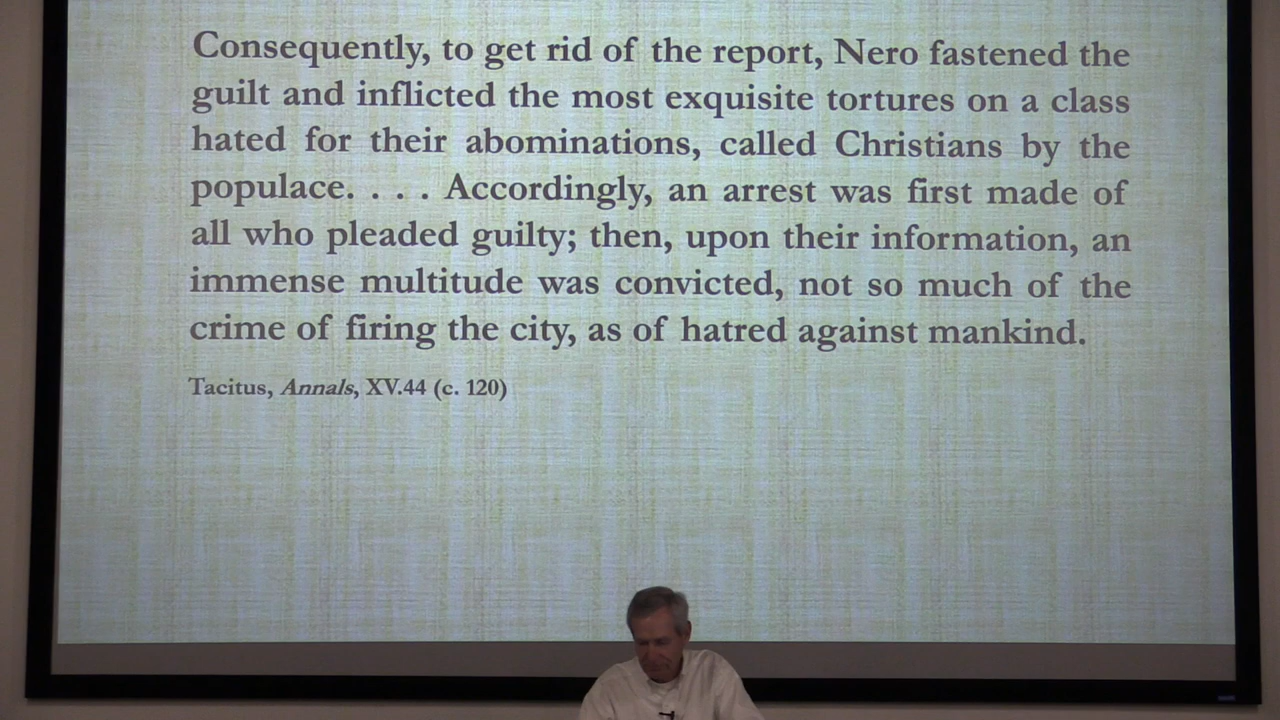 Consequently, to get rid of the report, Nero fastened the
guilt and inflicted the most exquisite tortures on a class
hated for their abominations, called Christians by the
populace. . . . Accordingly, an arrest was first made of
all who pleaded guilty; then, upon their information, an
immense multitude was convicted, not so much of the
crime of firing the city, as of hatred against mankind.
Tacitus, Annals, XV.44 (c. 120)